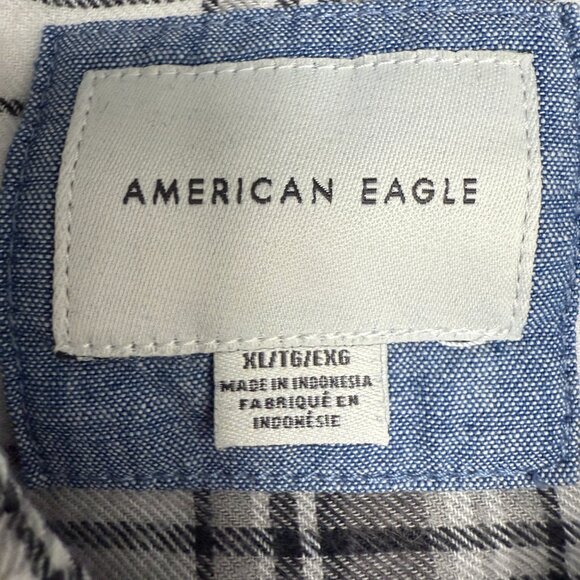 AMERICAN EAGLE
XL/TG/EXG
MADE IN INDONESIA
FABRIQUÉ EN
INDONÉSIE